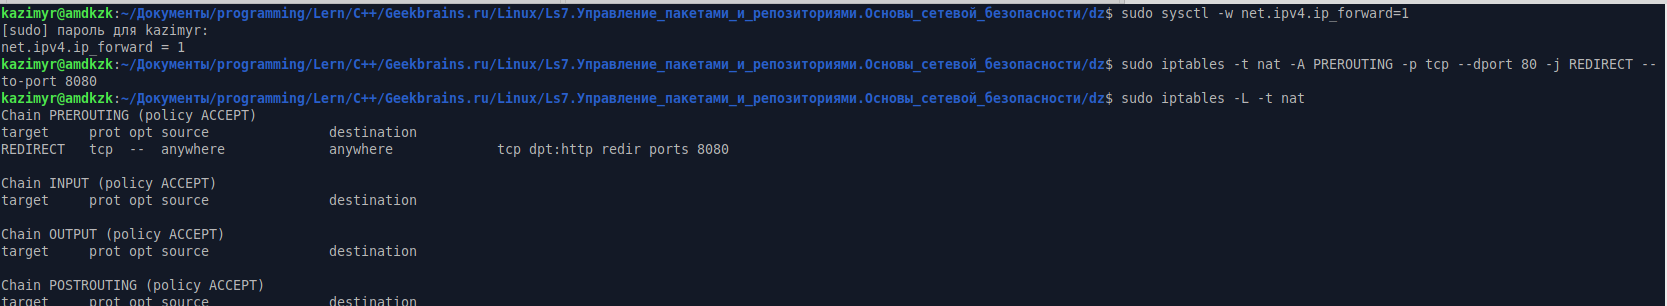 kazimyr@amdkzk:~/Документы/programming/Lern/C++/Geekbrains.ru/Linux/Ls7.Управление_пакетами_и_репозиториями.Основы_сетевой_безопасности/dz$ sudo sysctl -w net.ipv4.ip_forward=1
[sudo] пароль для kazimyr:
net.ipv4.ip_forward = 1
kazimyr@amdkzk:~/Документы/programming/Lern/C++/Geekbrains.ru/Linux/Ls7.Управление_пакетами_и_репозиториями.Основы_сетевой_безопасности/dz$ sudo iptables -t nat -A PREROUTING -p tcp --dport 80 -j REDIRECT --
to-port 8080
kazimyr@amdkzk:~/Документы/programming/Lern/C++/Geekbrains.ru/Linux/Ls7.Управление_пакетами_и_репозиториями.Основы_сетевой_безопасности/dz$ sudo iptables -L -t nat
Chain PREROUTING (policy ACCEPT)
target     prot opt source               destination
REDIRECT   tcp  --  anywhere             anywhere             tcp dpt:http redir ports 8080

Chain INPUT (policy ACCEPT)
target     prot opt source               destination

Chain OUTPUT (policy ACCEPT)
target     prot opt source               destination

Chain POSTROUTING (policy ACCEPT)
target     prot opt source               destination